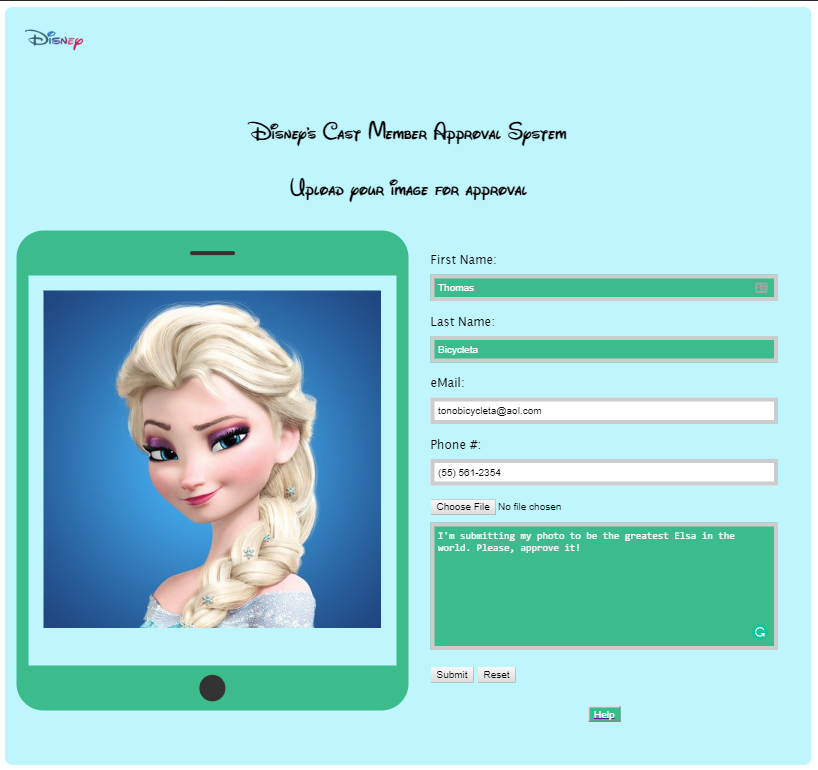 Disney
Disney's Cast Member Approval System
Upload your image for approval
First Name:
Thomas
Last Name:
Bicycleta
eMail:
tonobicycleta@aol.com
Phone #:
(55) 561-2354
Choose File No file chosen
I'm submitting my photo to be the greatest Elsa in the
world. Please, approve it!
Submit Reset
Help